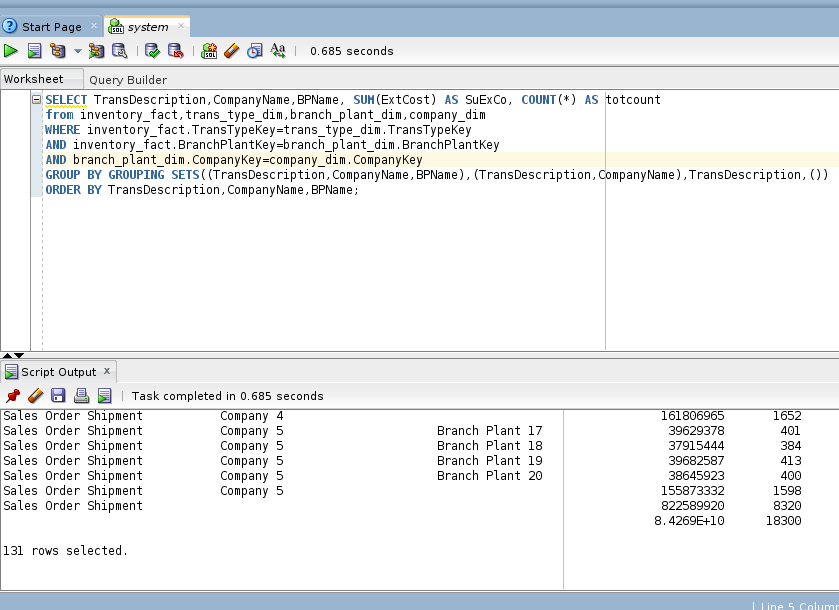 Start Page
system
0.685 seconds
Worksheet Query Builder
SELECT TransDescription,CompanyName,BPName, SUM(ExtCost) AS SuExCo, COUNT(*) AS totcount
from inventory_fact,trans_type_dim,branch_plant_dim,company_dim
WHERE inventory_fact.TransTypeKey=trans_type_dim.TransTypeKey
AND inventory_fact.BranchPlantKey=branch_plant_dim.BranchPlantKey
AND branch_plant_dim.CompanyKey=company_dim.CompanyKey
GROUP BY GROUPING SETS((TransDescription,CompanyName,BPName),(TransDescription,CompanyName),TransDescription,())
ORDER BY TransDescription,CompanyName,BPName;
Script Output x
Task completed in 0.685 seconds
Sales Order Shipment Company 4 161806965 1652
Sales Order Shipment Company 5 Branch Plant 17 39629378 401
Sales Order Shipment Company 5 Branch Plant 18 37915444 384
Sales Order Shipment Company 5 Branch Plant 19 39682587 413
Sales Order Shipment Company 5 Branch Plant 20 38645923 400
Sales Order Shipment Company 5 155873332 1598
Sales Order Shipment 822589920 8320
8.4269E+10 18300
131 rows selected.
Line 5 Column